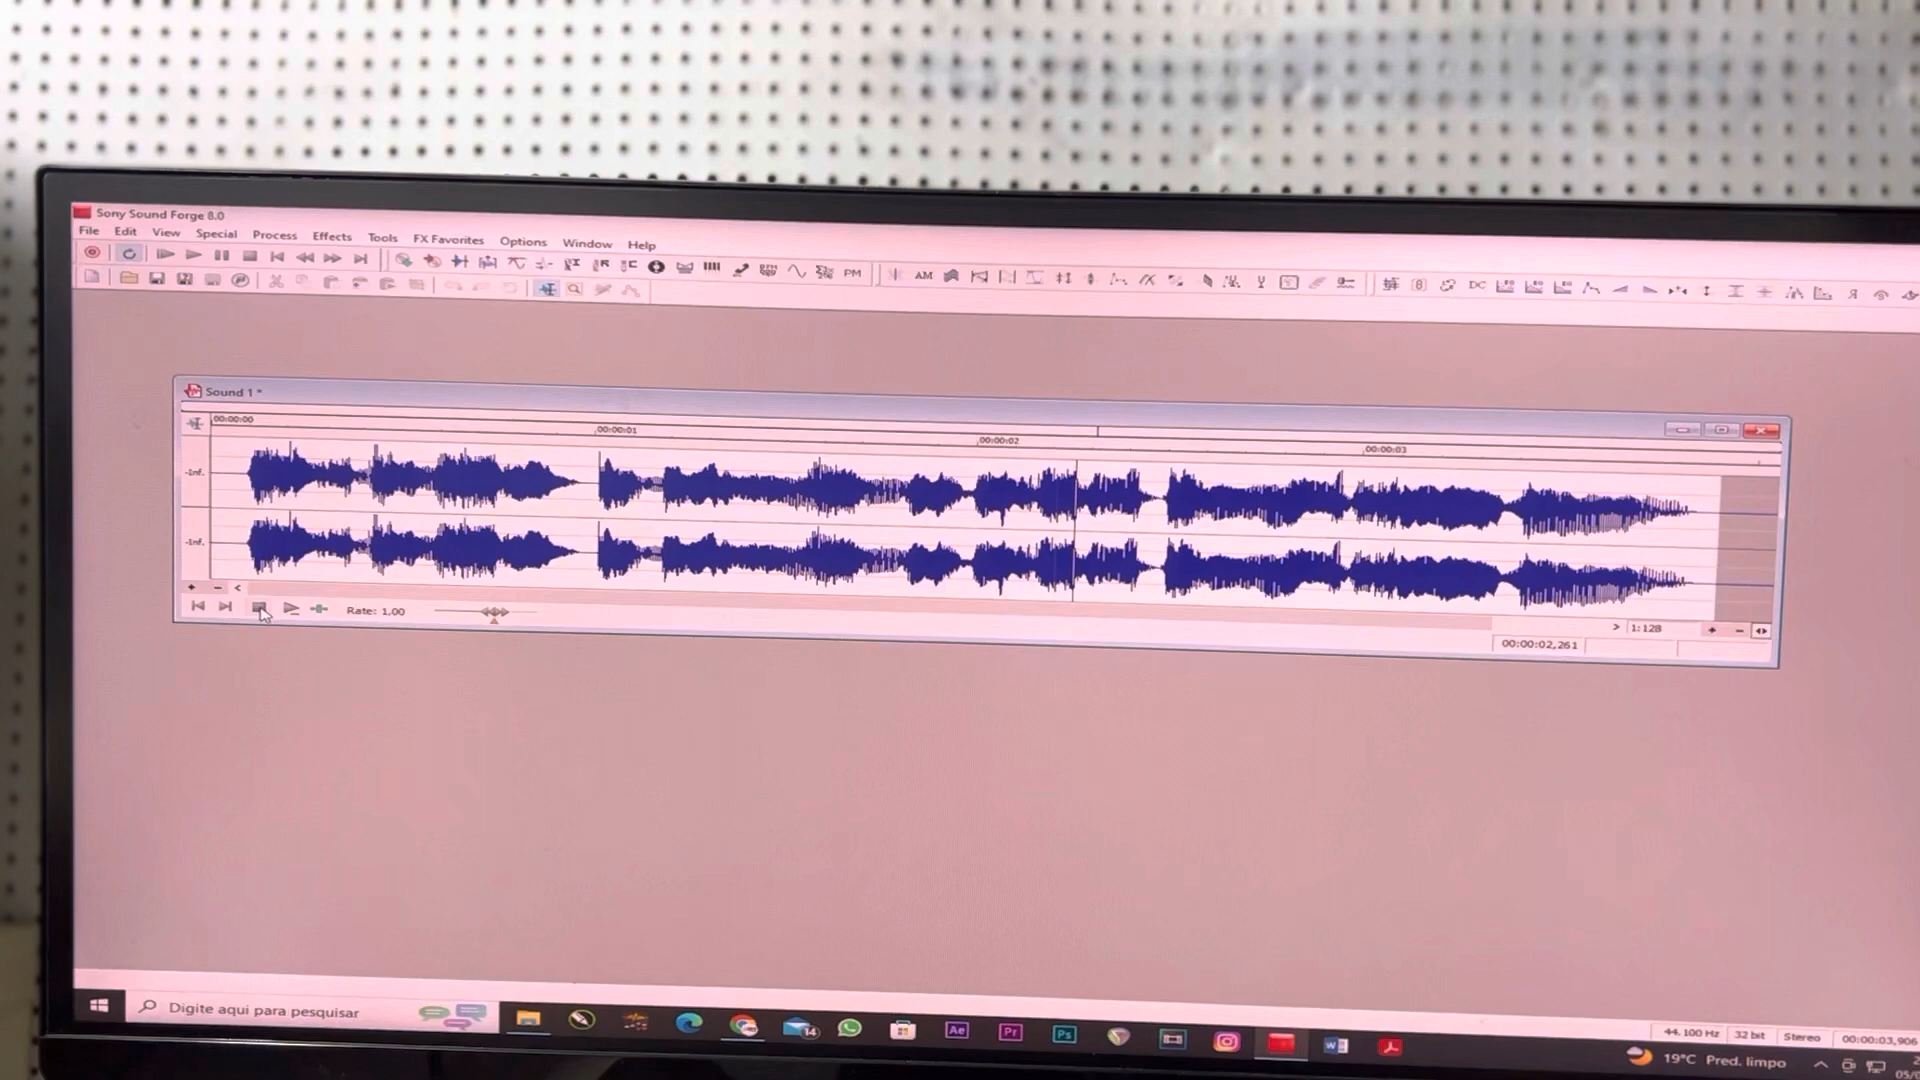 Sony Sound Forge 8.0
File Edit View Special Process Effects Tools FX Favorites Options Window Help
PM AM DC
Sound 1 *
00:00:00 ,00:00:01 ,00:00:02 ,00:00:03
-Inf.
-Inf.
Rate: 1,00
1:128
00:00:02,261
44.100 Hz 32 bit Stereo 00:00:03,906
Digite aqui para pesquisar
14
Ae Pr Ps
19°C Pred. limpo
05/0